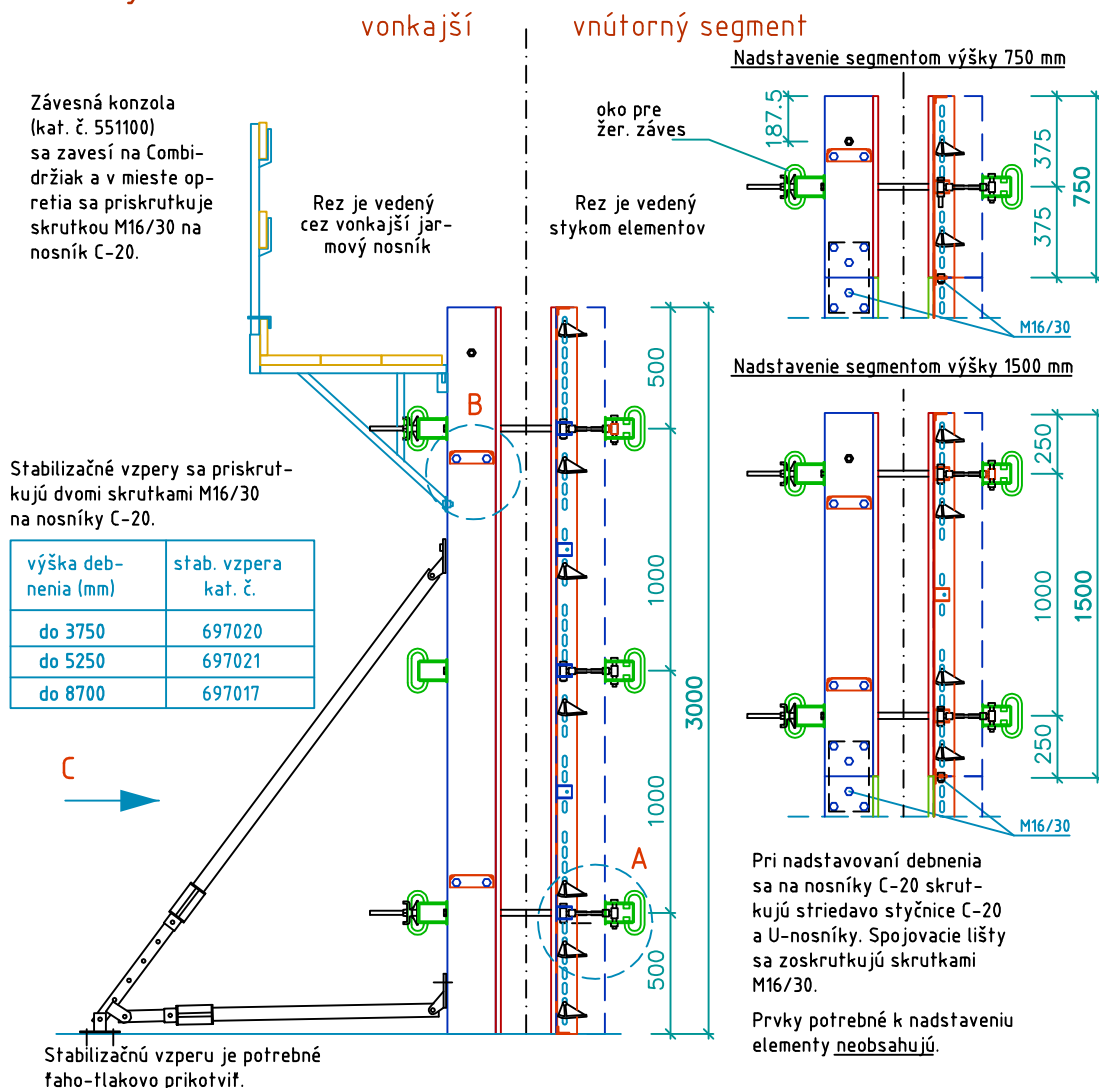 vonkajší
vnútorný segment
Závesná konzola
(kat. č. 551100)
sa zavesí na Combi-
držiak a v mieste op-
retia sa priskrutkuje
skrutkou M16/30 na
nosník C-20.
Rez je vedený
cez vonkajší jar-
mový nosník
oko pre
žer. záves
Rez je vedený
stykom elementov
Nadstavenie segmentom výšky 750 mm
187.5
375
375
750
M16/30
B
500
1000
1000
500
3000
Stabilizačné vzpery sa priskrut-
kujú dvomi skrutkami M16/30
na nosníky C-20.
výška deb-
nenia (mm)
stab. vzpera
kat. č.
do 3750 697020
do 5250 697021
do 8700 697017
C
A
Stabilizačnú vzperu je potrebné
ťaho-tlakovo prikotviť.
Nadstavenie segmentom výšky 1500 mm
250
1000
250
1500
M16/30
Pri nadstavovaní debnenia
sa na nosníky C-20 skrut-
kujú striedavo styčnice C-20
a U-nosníky. Spojovacie lišty
sa zoskrutkujú skrutkami
M16/30.
Prvky potrebné k nadstaveniu
elementy neobsahujú.